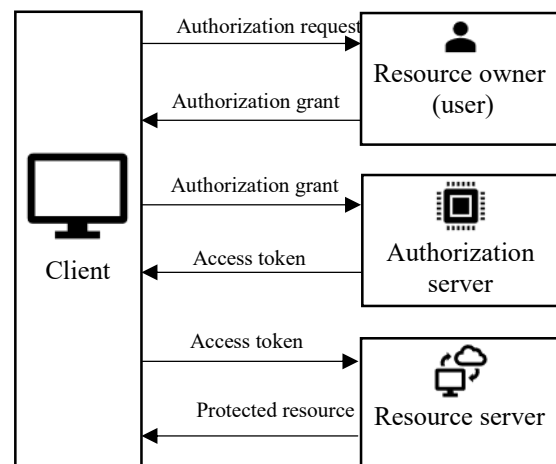 Authorization request
Resource owner
(user)
Authorization grant
Authorization grant
Client
Authorization
server
Access token
Access token
Resource server
Protected resource